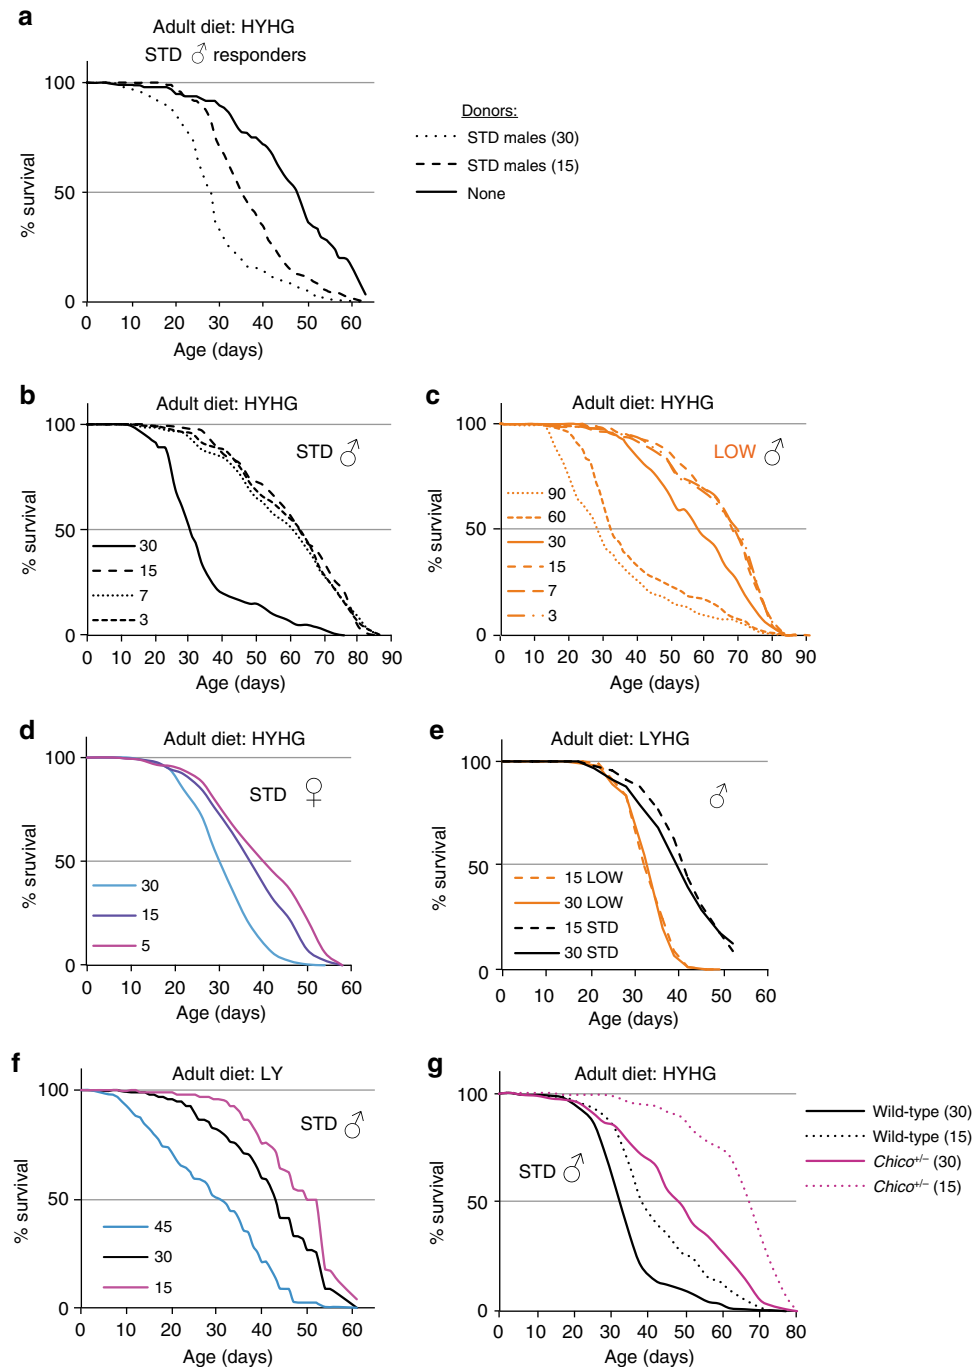 a
Adult diet: HYHG
STD ♂ responders
100
50
0
% survival
0 10 20 30 40 50 60
Age (days)
Donors:
STD males (30)
STD males (15)
None
b
Adult diet: HYHG
STD ♂
100
50
0
% survival
30
15
7
3
0 10 20 30 40 50 60 70 80 90
Age (days)
c
Adult diet: HYHG
LOW ♂
100
50
0
% survival
90
60
30
15
7
3
0 10 20 30 40 50 60 70 80 90
Age (days)
d
Adult diet: HYHG
STD ♀
100
50
0
% sruvival
30
15
5
0 10 20 30 40 50 60
Age (days)
e
Adult diet: LYHG
♂
100
50
0
% survival
15 LOW
30 LOW
15 STD
30 STD
0 10 20 30 40 50 60
Age (days)
f
Adult diet: LY
STD ♂
100
50
0
% survival
45
30
15
0 10 20 30 40 50 60
Age (days)
g
Adult diet: HYHG
STD ♂
100
50
0
% survival
0 10 20 30 40 50 60 70 80
Age (days)
Wild-type (30)
Wild-type (15)
Chico+/– (30)
Chico+/– (15)